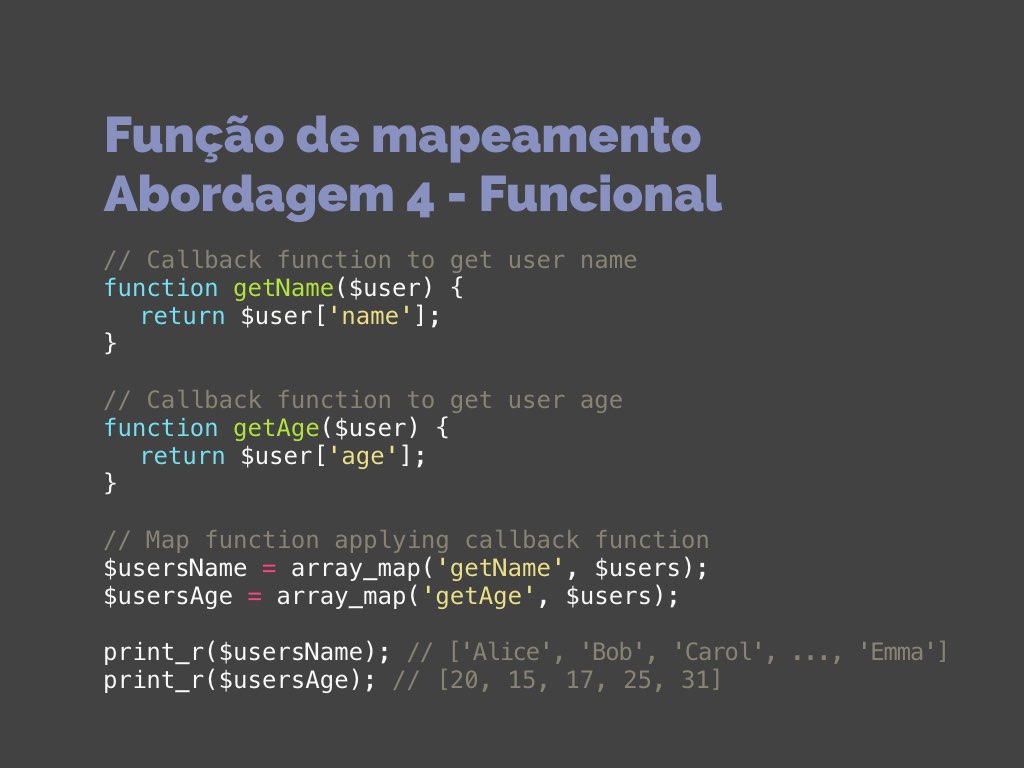 Função de mapeamento
Abordagem 4 - Funcional
// Callback function to get user name
function getName($user) {
return $user['name'];
}
// Callback function to get user age
function getAge($user) {
return $user['age'];
}
// Map function applying callback function
$usersName = array_map('getName', $users);
$usersAge = array_map('getAge', $users);
print_r($usersName); // ['Alice', 'Bob', 'Carol', ..., 'Emma']
print_r($usersAge); // [20, 15, 17, 25, 31]